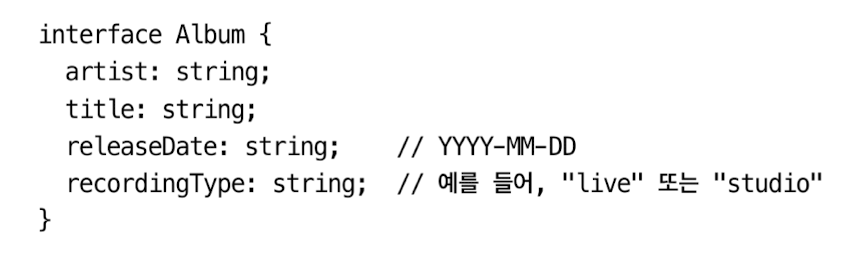 interface Album {
  artist: string;
  title: string;
  releaseDate: string;    // YYYY-MM-DD
  recordingType: string;  // 예를 들어, "live" 또는 "studio"
}